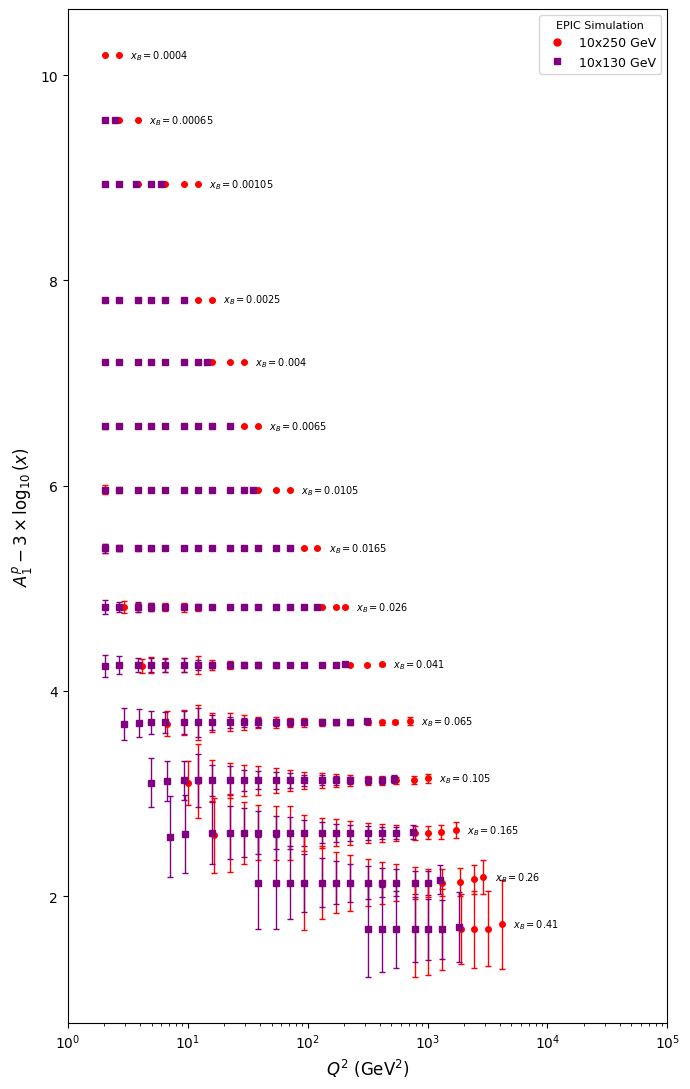 EPIC Simulation
10x250 GeV
10x130 GeV
x_B = 0.0004
x_B = 0.00065
x_B = 0.00105
x_B = 0.0025
x_B = 0.004
x_B = 0.0065
x_B = 0.0105
x_B = 0.0165
x_B = 0.026
x_B = 0.041
x_B = 0.065
x_B = 0.105
x_B = 0.165
x_B = 0.26
x_B = 0.41
10
8
6
4
2
A_1^p − 3 × log_10(x)
10^0
10^1
10^2
10^3
10^4
10^5
Q^2 (GeV^2)